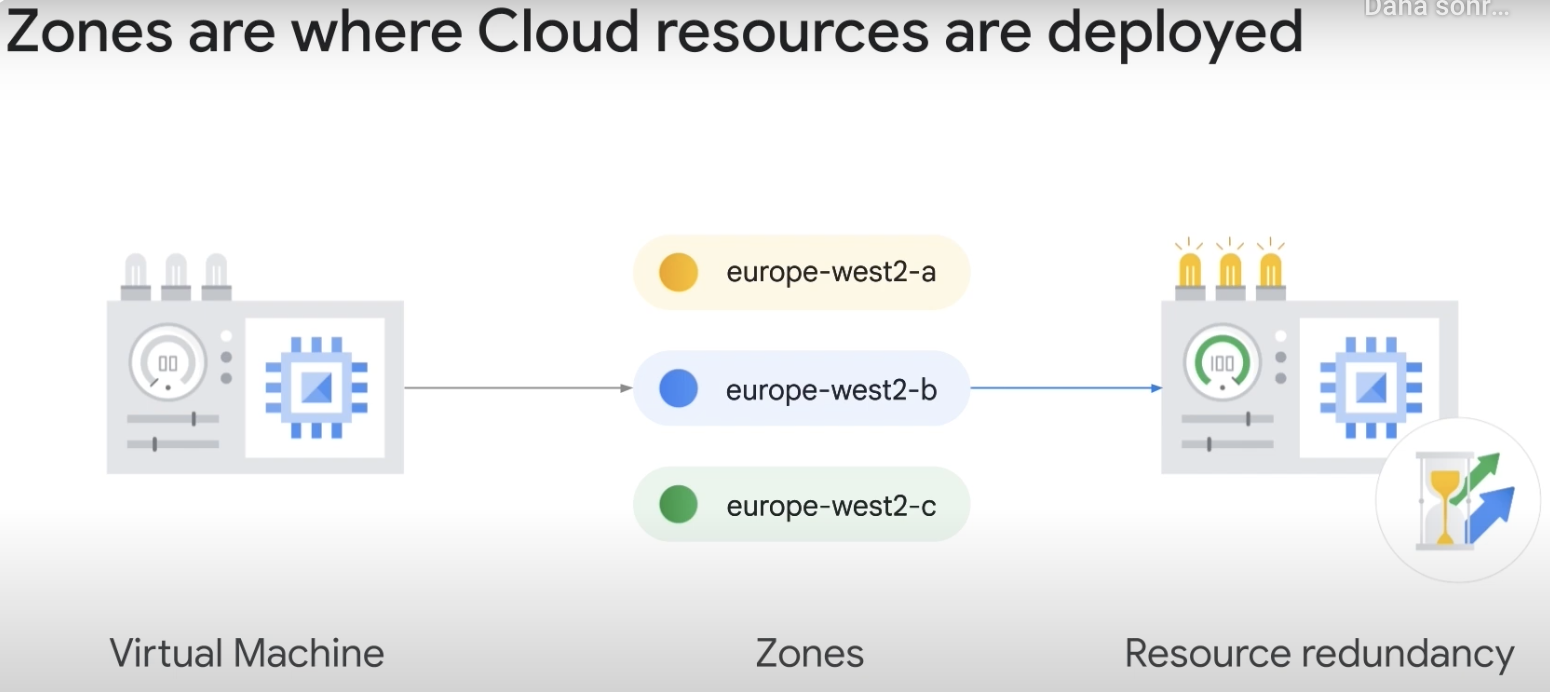 Zones are where Cloud resources are deployed
Daha sonr...
europe-west2-a
00
europe-west2-b
100
europe-west2-c
Virtual Machine
Zones
Resource redundancy